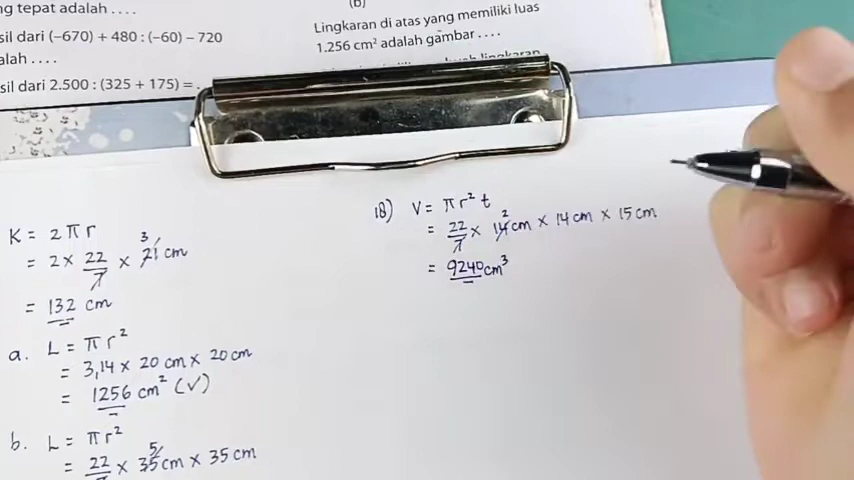 g tepat adalah . . . .
sil dari (−670) + 480 : (−60) − 720
alah . . . .
sil dari 2.500 : (325 + 175) =
(b)
Lingkaran di atas yang memiliki luas
1.256 cm² adalah gambar . . . .
K = 2πr
= 2 × 22/7 × 21 cm 3
= 132 cm
a. L = πr²
= 3,14 × 20 cm × 20 cm
= 1256 cm² (√)
b. L = πr²
= 22/7 × 35 cm × 35 cm 5
18) V = πr² t
= 22/7 × 14 cm × 14 cm × 15 cm 2
= 9240 cm³